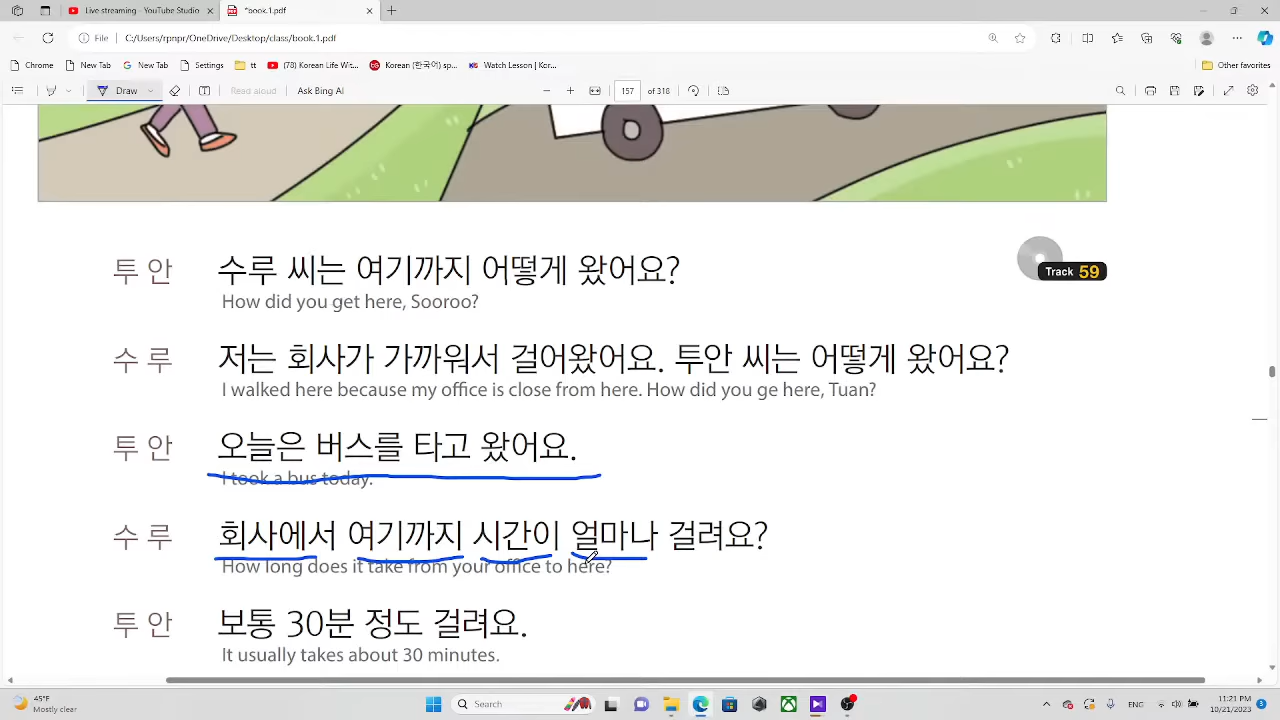 Live streaming - YouTube Studio
*book.1.pdf
File C:/Users/rpnpr/OneDrive/Desktop/class/book.1.pdf
Chrome New Tab New Tab Settings tt (78) Korean Life Wit... Korean (한국어) sp... Watch Lesson | Kor... Other favorites
Draw Read aloud Ask Bing AI 157 of 318
Track 59
투 안 수루 씨는 여기까지 어떻게 왔어요?
How did you get here, Sooroo?
수 루 저는 회사가 가까워서 걸어왔어요. 투안 씨는 어떻게 왔어요?
I walked here because my office is close from here. How did you ge here, Tuan?
투 안 오늘은 버스를 타고 왔어요.
I took a bus today.
수 루 회사에서 여기까지 시간이 얼마나 걸려요?
How long does it take from your office to here?
투 안 보통 30분 정도 걸려요.
It usually takes about 30 minutes.
45°F
Mostly clear
Search
ENG
11:21 PM
10/22/2023